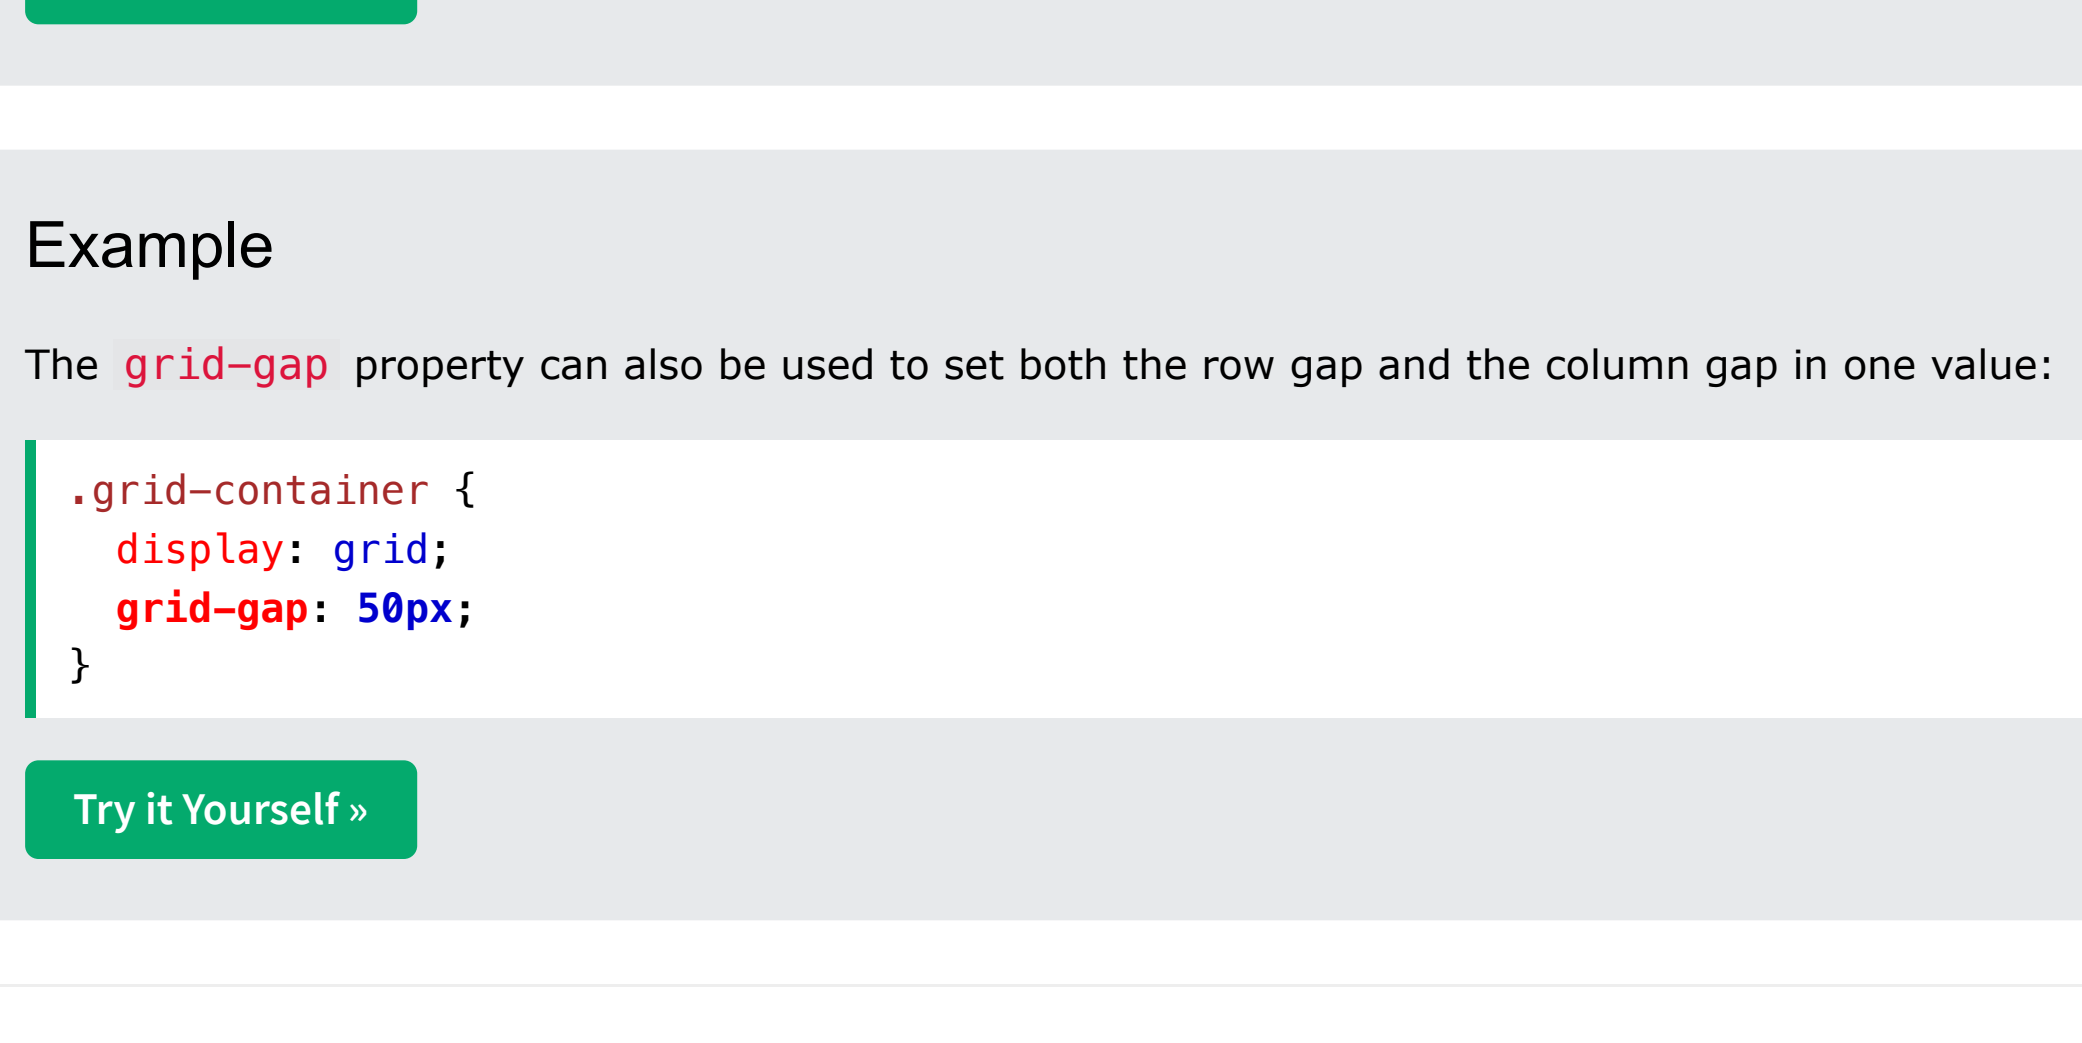 Example
The grid-gap property can also be used to set both the row gap and the column gap in one value:
.grid-container {
  display: grid;
  grid-gap: 50px;
}
Try it Yourself »